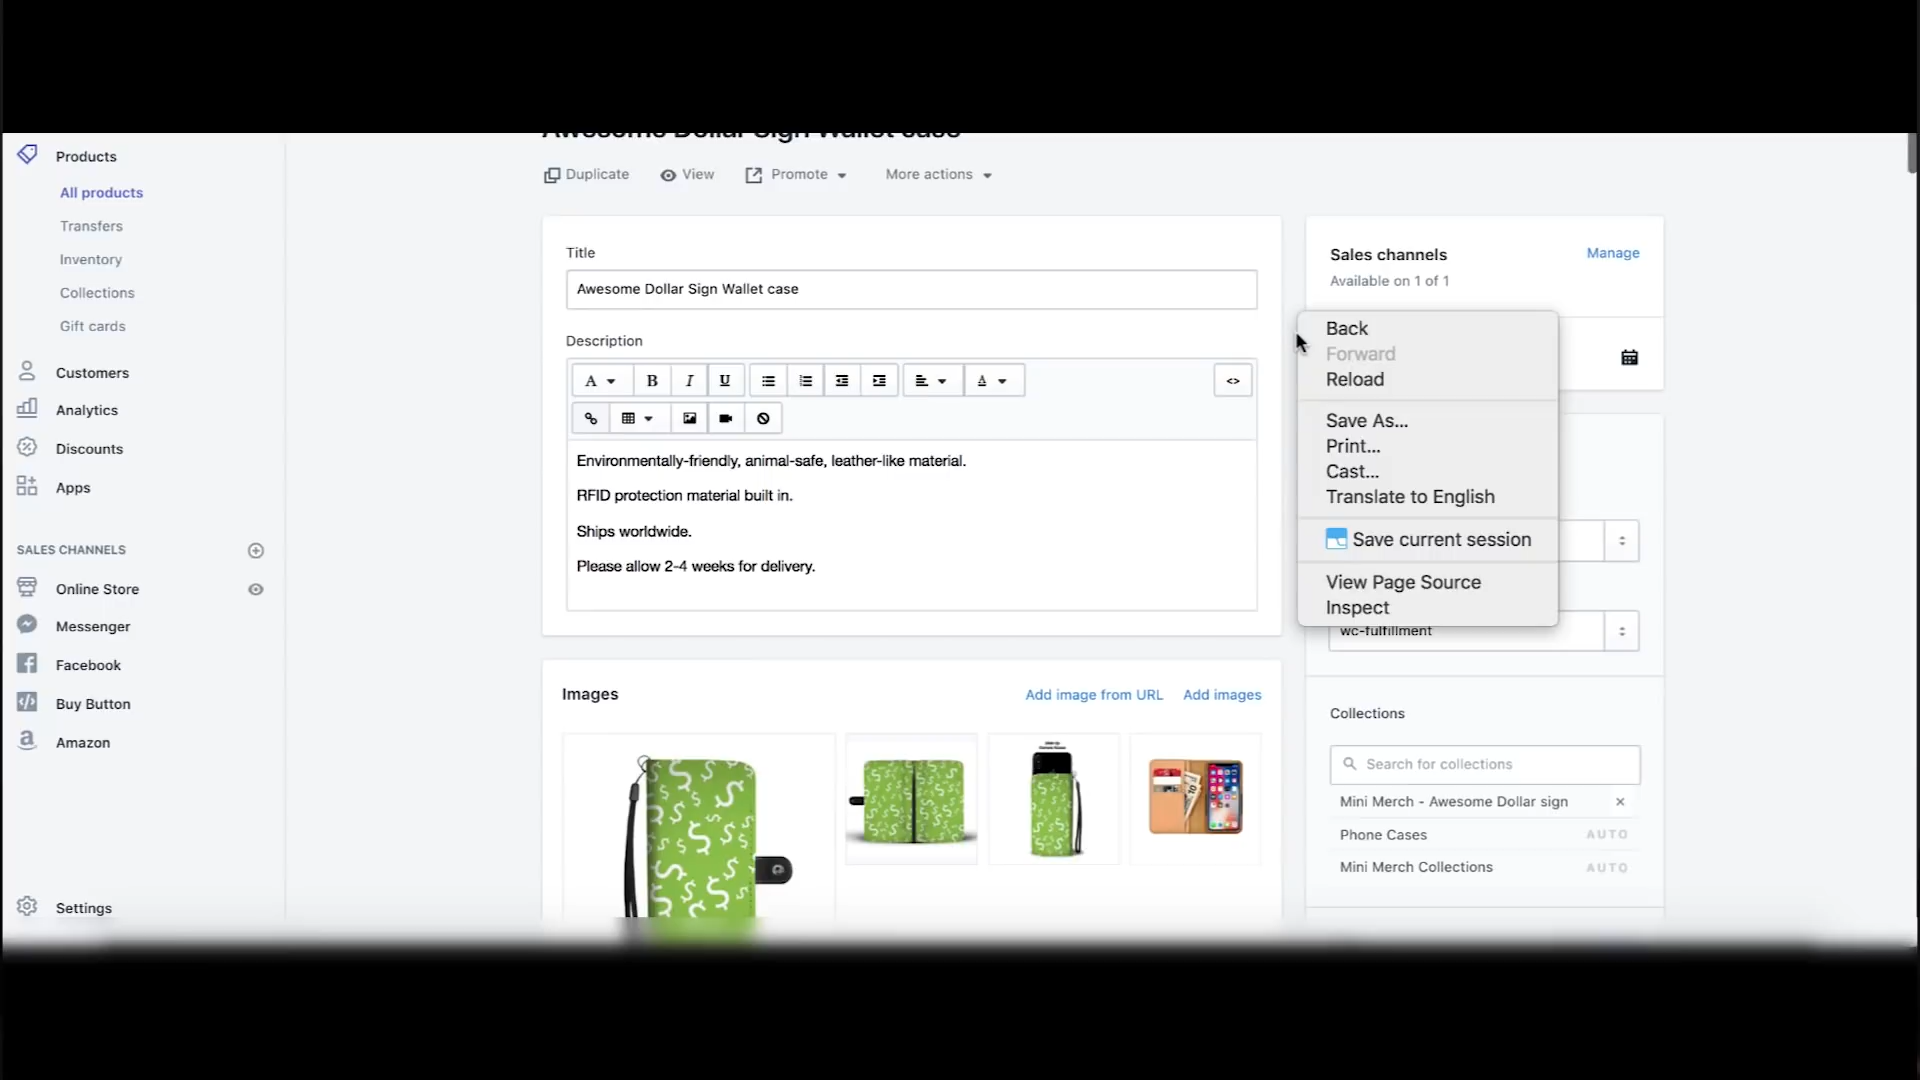 Awesome Dollar Sign Wallet case
Products
All products
Transfers
Inventory
Collections
Gift cards
Customers
Analytics
Discounts
Apps
SALES CHANNELS
Online Store
Messenger
Facebook
Buy Button
Amazon
Settings
Duplicate
View
Promote
More actions
Title
Awesome Dollar Sign Wallet case
Description
A
B
I
U
A
<>
Environmentally-friendly, animal-safe, leather-like material.
RFID protection material built in.
Ships worldwide.
Please allow 2-4 weeks for delivery.
Images
Add image from URL
Add images
Sales channels
Manage
Available on 1 of 1
Back
Forward
Reload
Save As...
Print...
Cast...
Translate to English
Save current session
View Page Source
Inspect
wc-fulfillment
Collections
Search for collections
Mini Merch - Awesome Dollar sign
Phone Cases AUTO
Mini Merch Collections AUTO